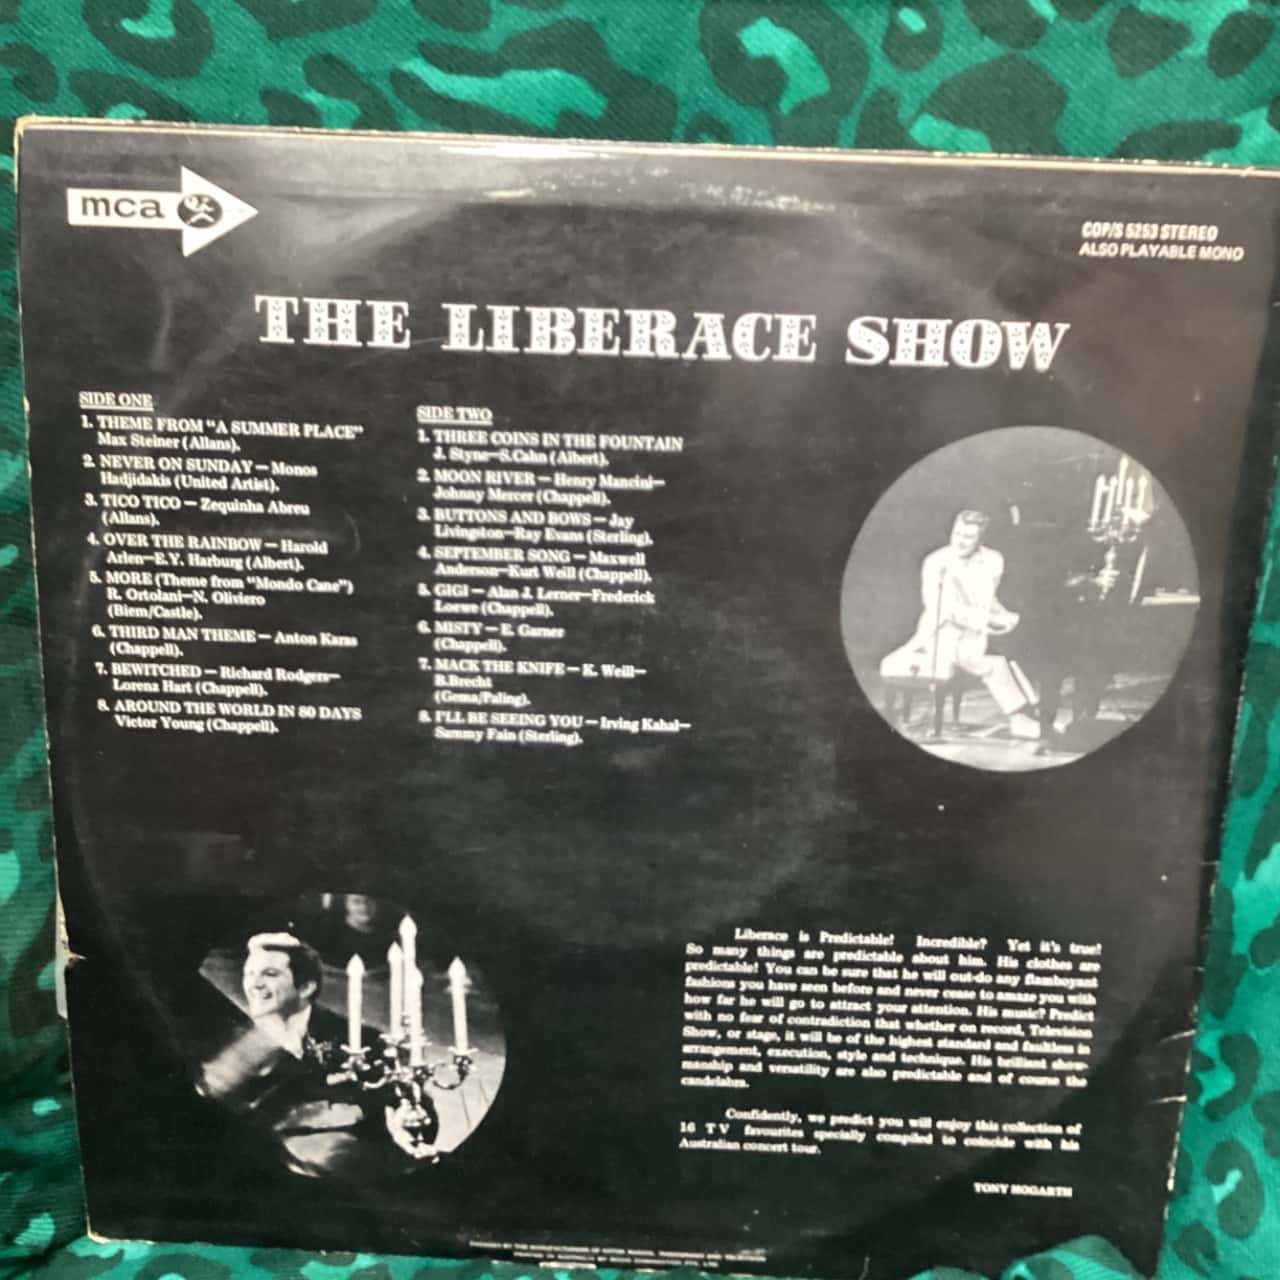 mca
COP/S 5253 STEREO
ALSO PLAYABLE MONO
THE LIBERACE SHOW
SIDE ONE
1. THEME FROM "A SUMMER PLACE"
Max Steiner (Allans).
2. NEVER ON SUNDAY — Monos
Hadjidakis (United Artist).
3. TICO TICO — Zequinha Abreu
(Allans).
4. OVER THE RAINBOW — Harold
Arlen—E.Y. Harburg (Albert).
5. MORE (Theme from "Mondo Cane")
R. Ortolani—N. Oliviero
(Biem/Castle).
6. THIRD MAN THEME — Anton Karas
(Chappell).
7. BEWITCHED — Richard Rodgers—
Lorenz Hart (Chappell).
8. AROUND THE WORLD IN 80 DAYS
Victor Young (Chappell).
SIDE TWO
1. THREE COINS IN THE FOUNTAIN
J. Styne—S.Cahn (Albert).
2. MOON RIVER — Henry Mancini—
Johnny Mercer (Chappell).
3. BUTTONS AND BOWS — Jay
Livingston—Ray Evans (Sterling).
4. SEPTEMBER SONG — Maxwell
Anderson—Kurt Weill (Chappell).
5. GIGI — Alan J. Lerner—Frederick
Loewe (Chappell).
6. MISTY — E. Garner
(Chappell).
7. MACK THE KNIFE — K. Weill—
B.Brecht
(Gema/Paling).
8. I'LL BE SEEING YOU — Irving Kahal—
Sammy Fain (Sterling).
Liberace is Predictable! Incredible? Yet it's true!
So many things are predictable about him. His clothes are
predictable! You can be sure that he will out-do any flamboyant
fashions you have seen before and never cease to amaze you with
how far he will go to attract your attention. His music? Predict
with no fear of contradiction that whether on record, Television
Show, or stage, it will be of the highest standard and faultless in
arrangement, execution, style and technique. His brilliant show-
manship and versatility are also predictable and of course the
candelabra.
Confidently, we predict you will enjoy this collection of
16 TV favourites specially compiled to coincide with his
Australian concert tour.
TONY HOGARTH